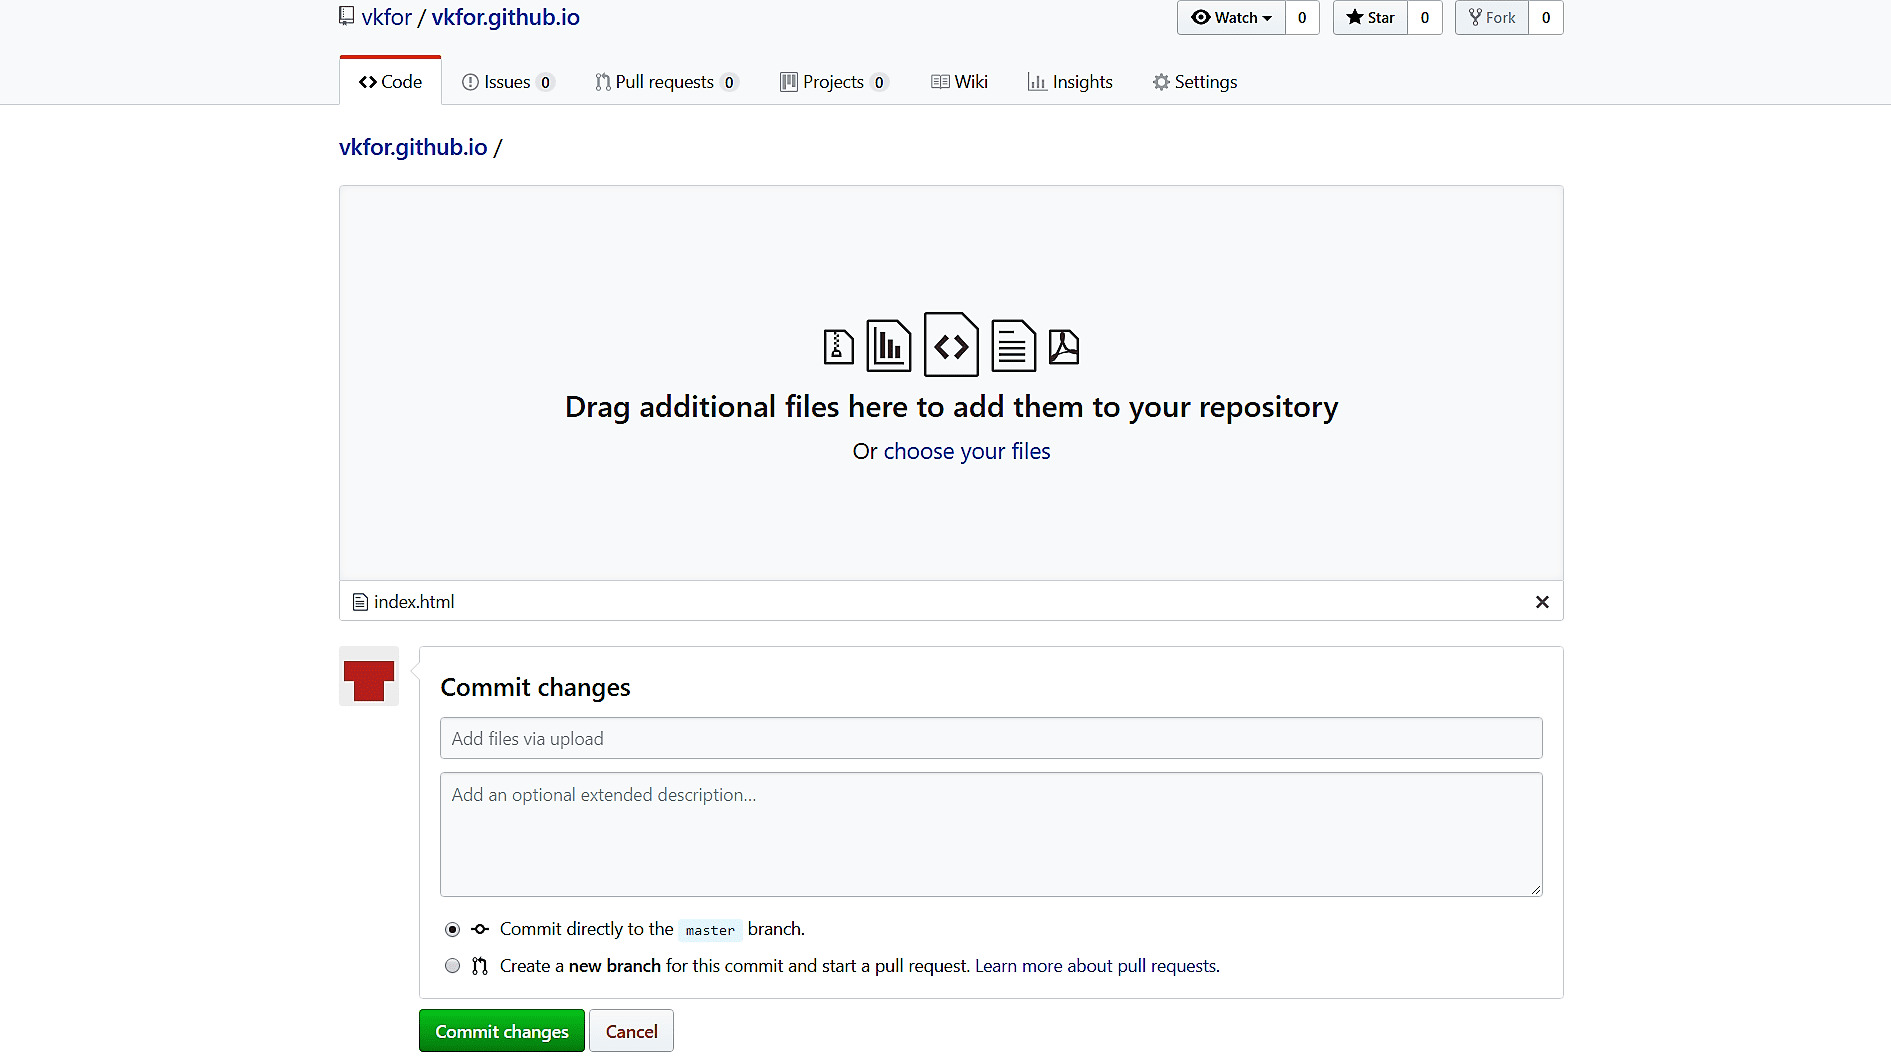 vkfor / vkfor.github.io
Watch 0 Star 0 Fork 0
Code Issues 0 Pull requests 0 Projects 0 Wiki Insights Settings
vkfor.github.io /
Drag additional files here to add them to your repository
Or choose your files
index.html
Commit changes
Add files via upload
Add an optional extended description...
Commit directly to the master branch.
Create a new branch for this commit and start a pull request. Learn more about pull requests.
Commit changes Cancel